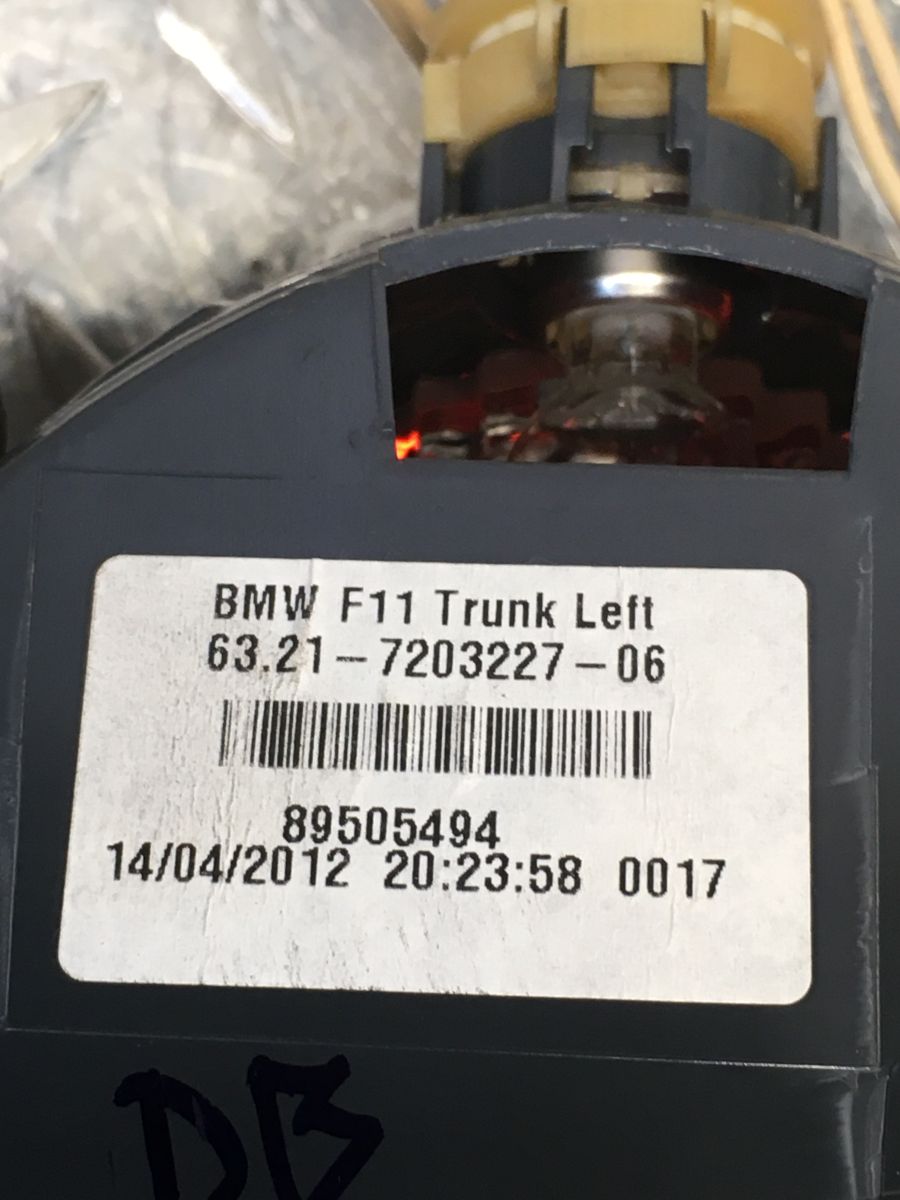 BMW F11 Trunk Left
63.21-7203227-06
89505494
14/04/2012 20:23:58 0017
DB